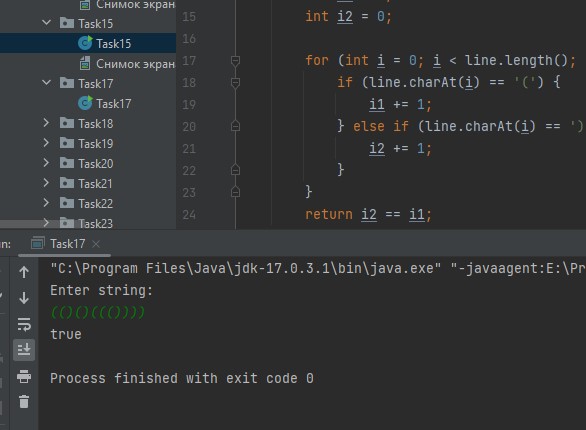 Task15
Task15
Снимок экран
Task17
Task17
Task18
Task19
Task20
Task21
Task22
Task23
15 int i2 = 0;
16
17 for (int i = 0; i < line.length();
18 if (line.charAt(i) == '(') {
19 i1 += 1;
20 } else if (line.charAt(i) == ')
21 i2 += 1;
22 }
23 }
24 return i2 == i1;
n: Task17
"C:\Program Files\Java\jdk-17.0.3.1\bin\java.exe" "-javaagent:E:\Pr
Enter string:
(()()((())))
true
Process finished with exit code 0